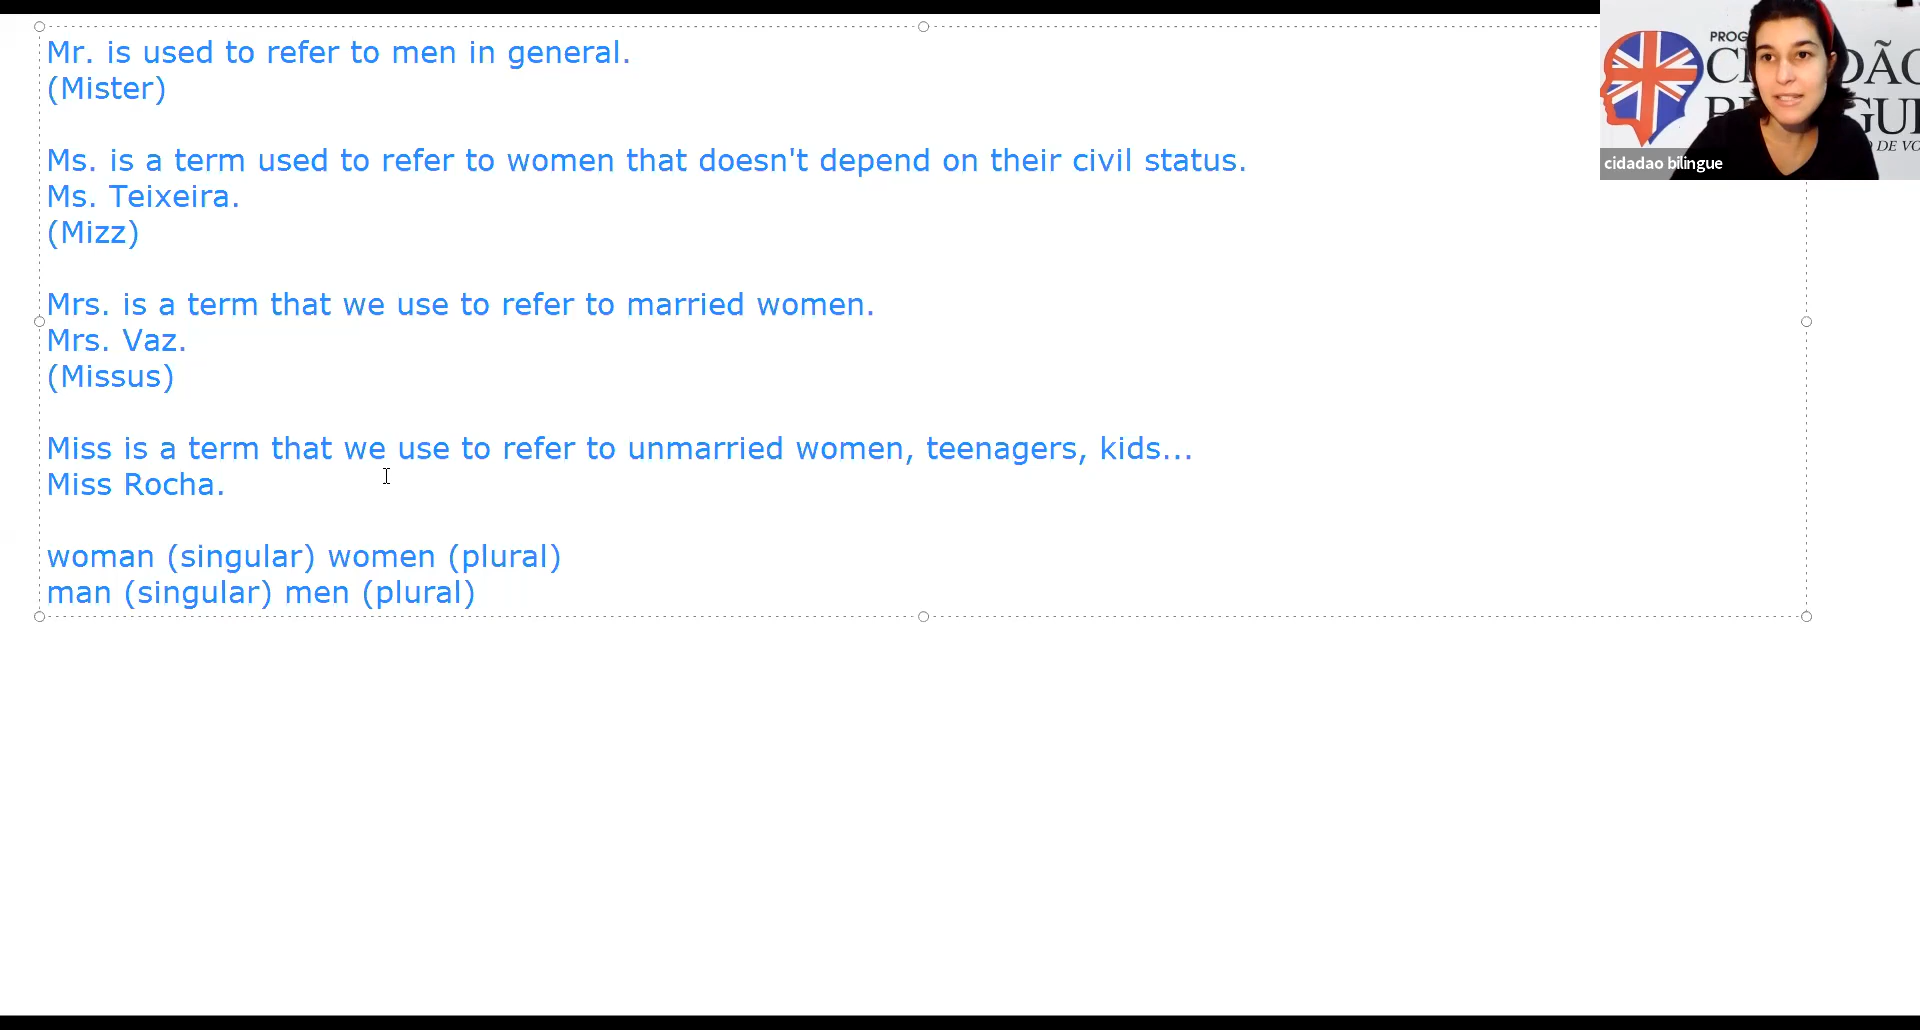 Mr. is used to refer to men in general.
(Mister)
Ms. is a term used to refer to women that doesn't depend on their civil status.
Ms. Teixeira.
(Mizz)
Mrs. is a term that we use to refer to married women.
Mrs. Vaz.
(Missus)
Miss is a term that we use to refer to unmarried women, teenagers, kids...
Miss Rocha.
woman (singular) women (plural)
man (singular) men (plural)
cidadao bilingue